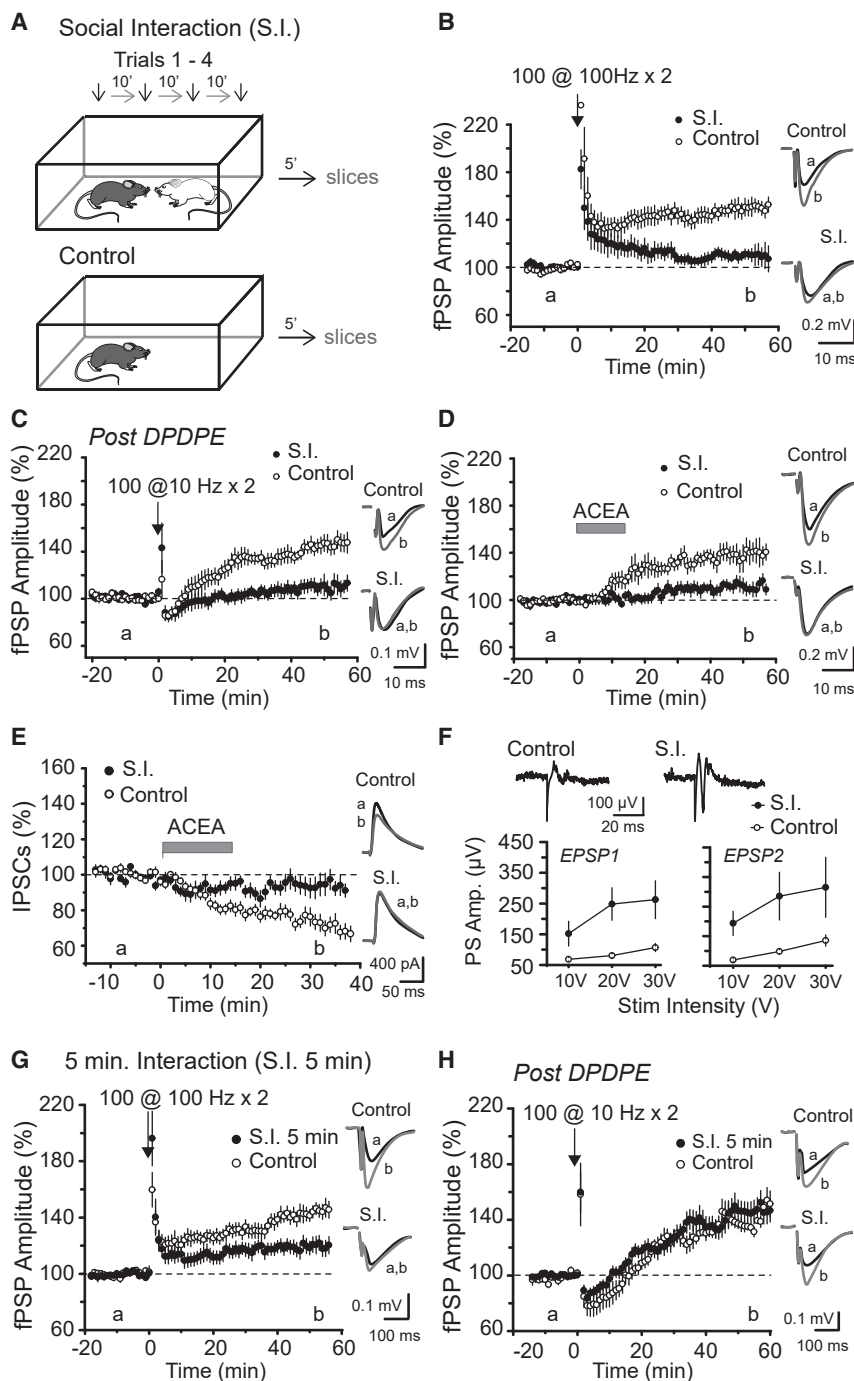 A
Social Interaction (S.I.)
Trials 1 - 4
10' 10' 10'
5'
slices
Control
5'
slices
B
100 @ 100Hz x 2
S.I.
Control
fPSP Amplitude (%)
220
180
140
100
60
-20 0 20 40 60
Time (min)
a
b
Control
a
b
S.I.
a,b
0.2 mV
10 ms
C
Post DPDPE
S.I.
Control
100 @10 Hz x 2
fPSP Amplitude (%)
220
180
140
100
60
-20 0 20 40 60
Time (min)
a
b
Control
a
b
S.I.
a,b
0.1 mV
10 ms
D
S.I.
Control
ACEA
fPSP Amplitude (%)
220
180
140
100
60
-20 0 20 40 60
Time (min)
a
b
Control
a
b
S.I.
a,b
0.2 mV
10 ms
E
S.I.
Control
ACEA
IPSCs (%)
160
140
120
100
80
60
-10 0 10 20 30 40
Time (min)
a
b
Control
a
b
S.I.
a,b
400 pA
50 ms
F
Control
S.I.
100 µV
20 ms
S.I.
Control
PS Amp. (µV)
450
350
250
150
50
EPSP1
EPSP2
10V 20V 30V
10V 20V 30V
Stim Intensity (V)
G
5 min. Interaction (S.I. 5 min)
100 @ 100 Hz x 2
S.I. 5 min
Control
fPSP Amplitude (%)
220
180
140
100
60
-20 0 20 40 60
Time (min)
a
b
Control
a
b
S.I.
a,b
0.1 mV
100 ms
H
Post DPDPE
100 @ 10 Hz x 2
S.I. 5 min
Control
fPSP Amplitude (%)
220
180
140
100
60
-20 0 20 40 60
Time (min)
a
b
Control
a
b
S.I.
a
b
0.1 mV
100 ms